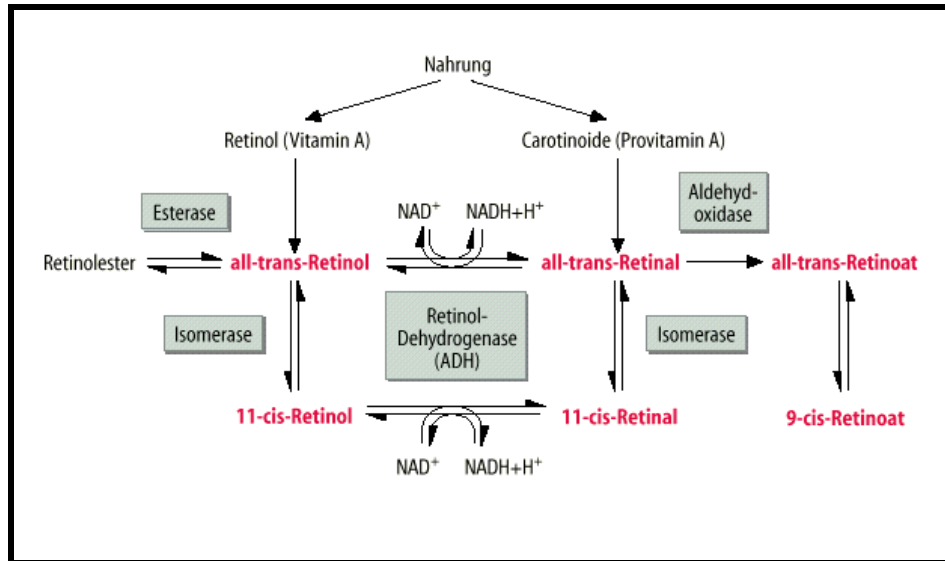 Nahrung
Retinol (Vitamin A)
Carotinoide (Provitamin A)
Aldehyd-
oxidase
Esterase
NAD⁺
NADH+H⁺
Retinolester
all-trans-Retinol
all-trans-Retinal
all-trans-Retinoat
Isomerase
Retinol-
Dehydrogenase
(ADH)
Isomerase
11-cis-Retinol
11-cis-Retinal
9-cis-Retinoat
NAD⁺
NADH+H⁺